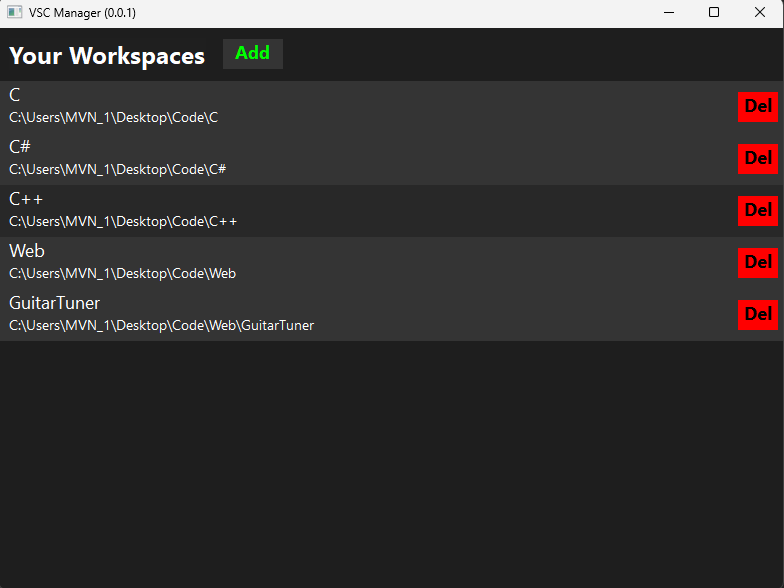 VSC Manager (0.0.1)
Your Workspaces Add
C
C:\Users\MVN_1\Desktop\Code\C
Del
C#
C:\Users\MVN_1\Desktop\Code\C#
Del
C++
C:\Users\MVN_1\Desktop\Code\C++
Del
Web
C:\Users\MVN_1\Desktop\Code\Web
Del
GuitarTuner
C:\Users\MVN_1\Desktop\Code\Web\GuitarTuner
Del